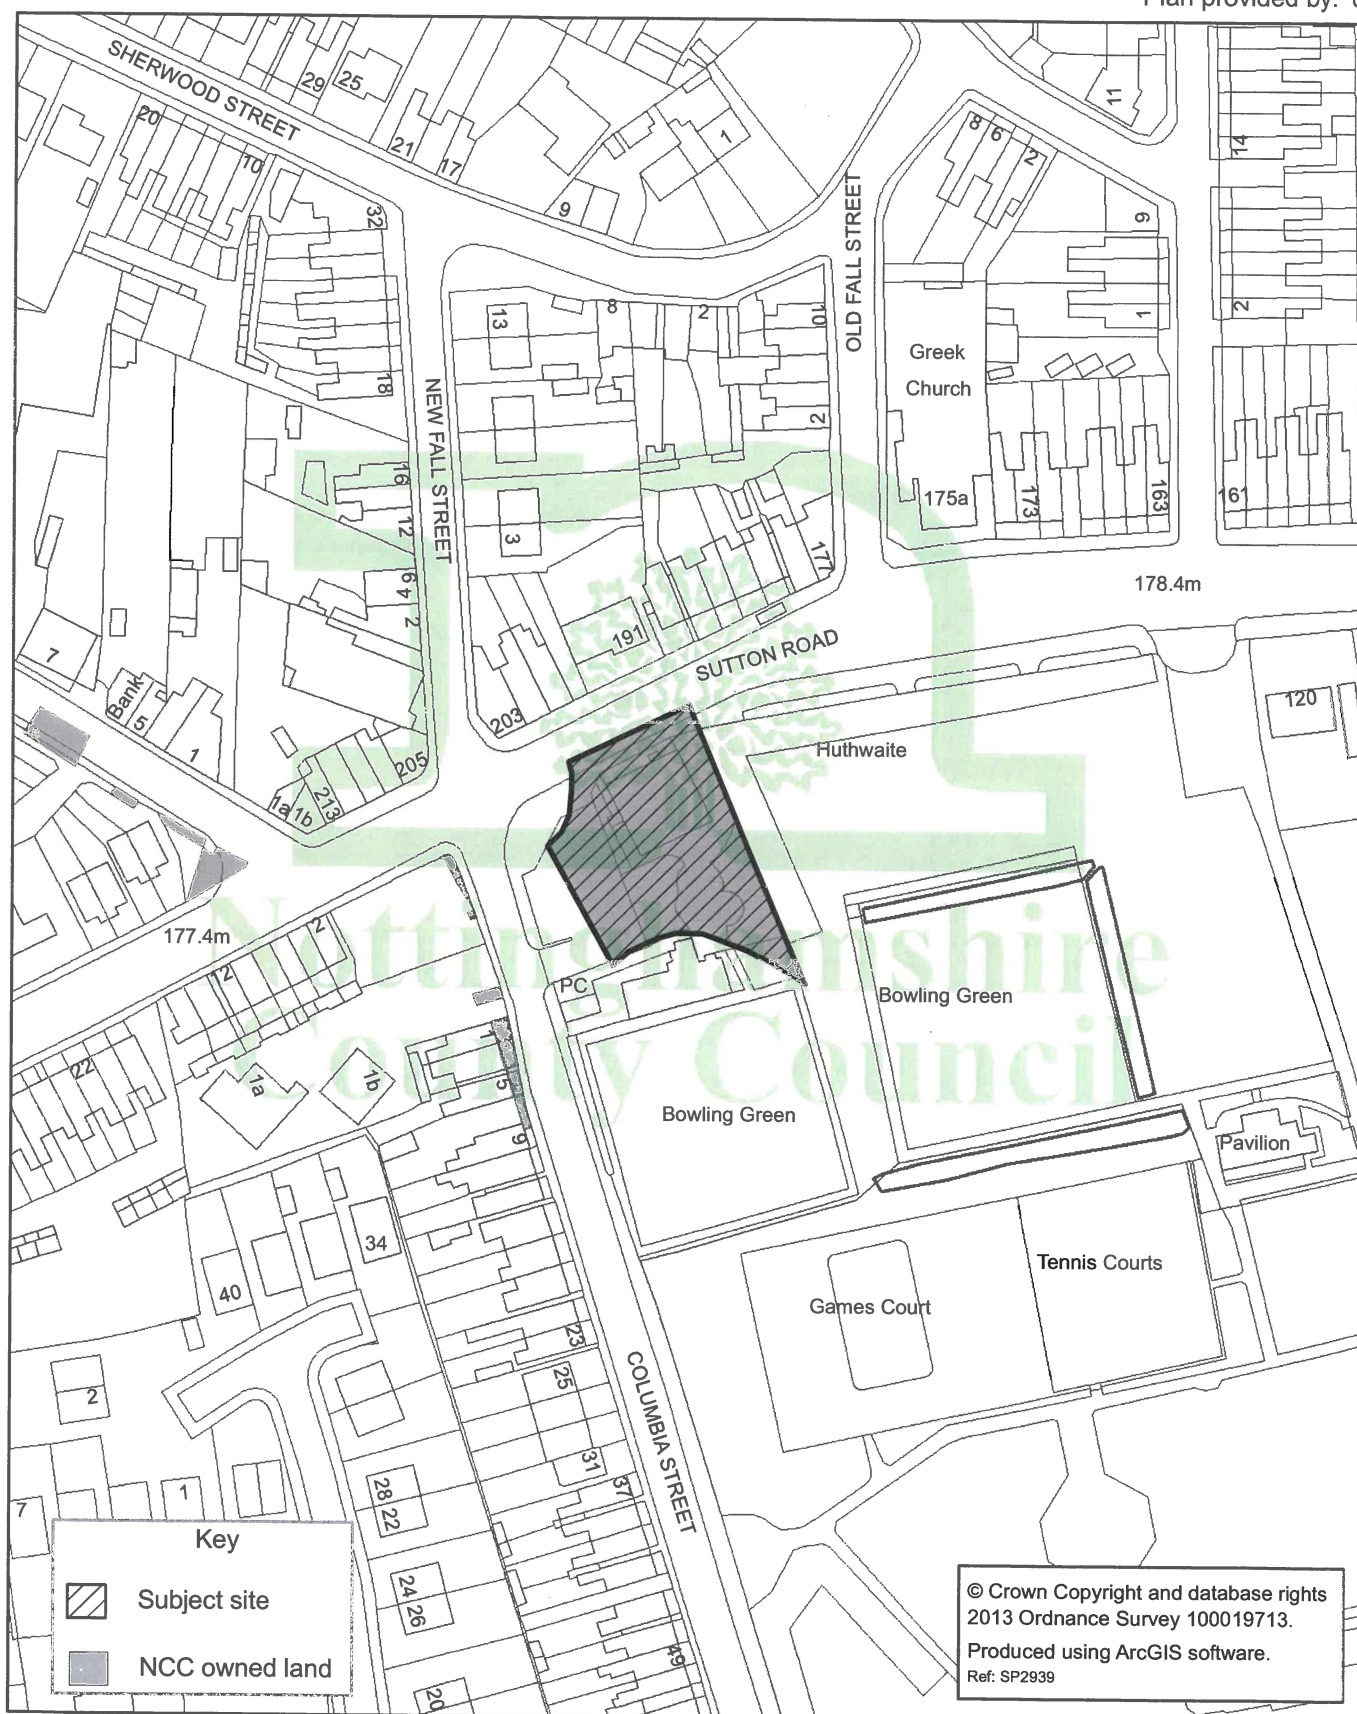 Plan provided by:
SHERWOOD STREET
29
25
20
10
21
17
1
9
32
18
16
12
6
4
2
NEW FALL STREET
13
3
8
2
10
2
OLD FALL STREET
8
6
2
11
9
1
14
2
Greek
Church
175a
173
163
161
178.4m
177
191
203
SUTTON ROAD
Huthwaite
120
7
Bank
5
1
1a
1b
213
205
177.4m
2
12
22
PC
1a
1b
1
5
9
Nottinghamshire
County Council
Bowling Green
Bowling Green
Pavilion
Tennis Courts
Games Court
34
40
2
7
1
23
25
31
37
49
COLUMBIA STREET
28
22
24
26
20
Key
Subject site
NCC owned land
© Crown Copyright and database rights
2013 Ordnance Survey 100019713.
Produced using ArcGIS software.
Ref: SP2939